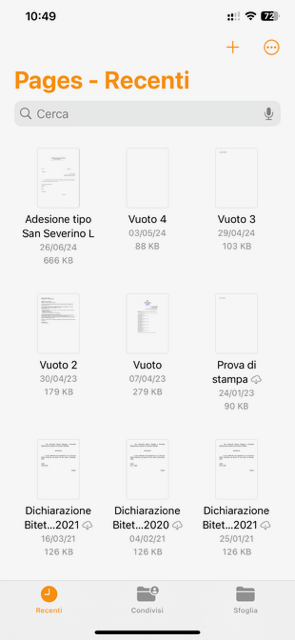 10:49
72
Pages - Recenti
Cerca
Adesione tipo
San Severino L
26/06/24
666 KB
Vuoto 4
03/05/24
88 KB
Vuoto 3
29/04/24
103 KB
Vuoto 2
30/04/23
179 KB
Vuoto
07/04/23
279 KB
Prova di
stampa
24/01/23
90 KB
Dichiarazione
Bitet...2021
16/03/21
126 KB
Dichiarazione
Bitet...2020
04/02/21
126 KB
Dichiarazione
Bitet...2021
25/01/21
126 KB
Recenti
Condivisi
Sfoglia